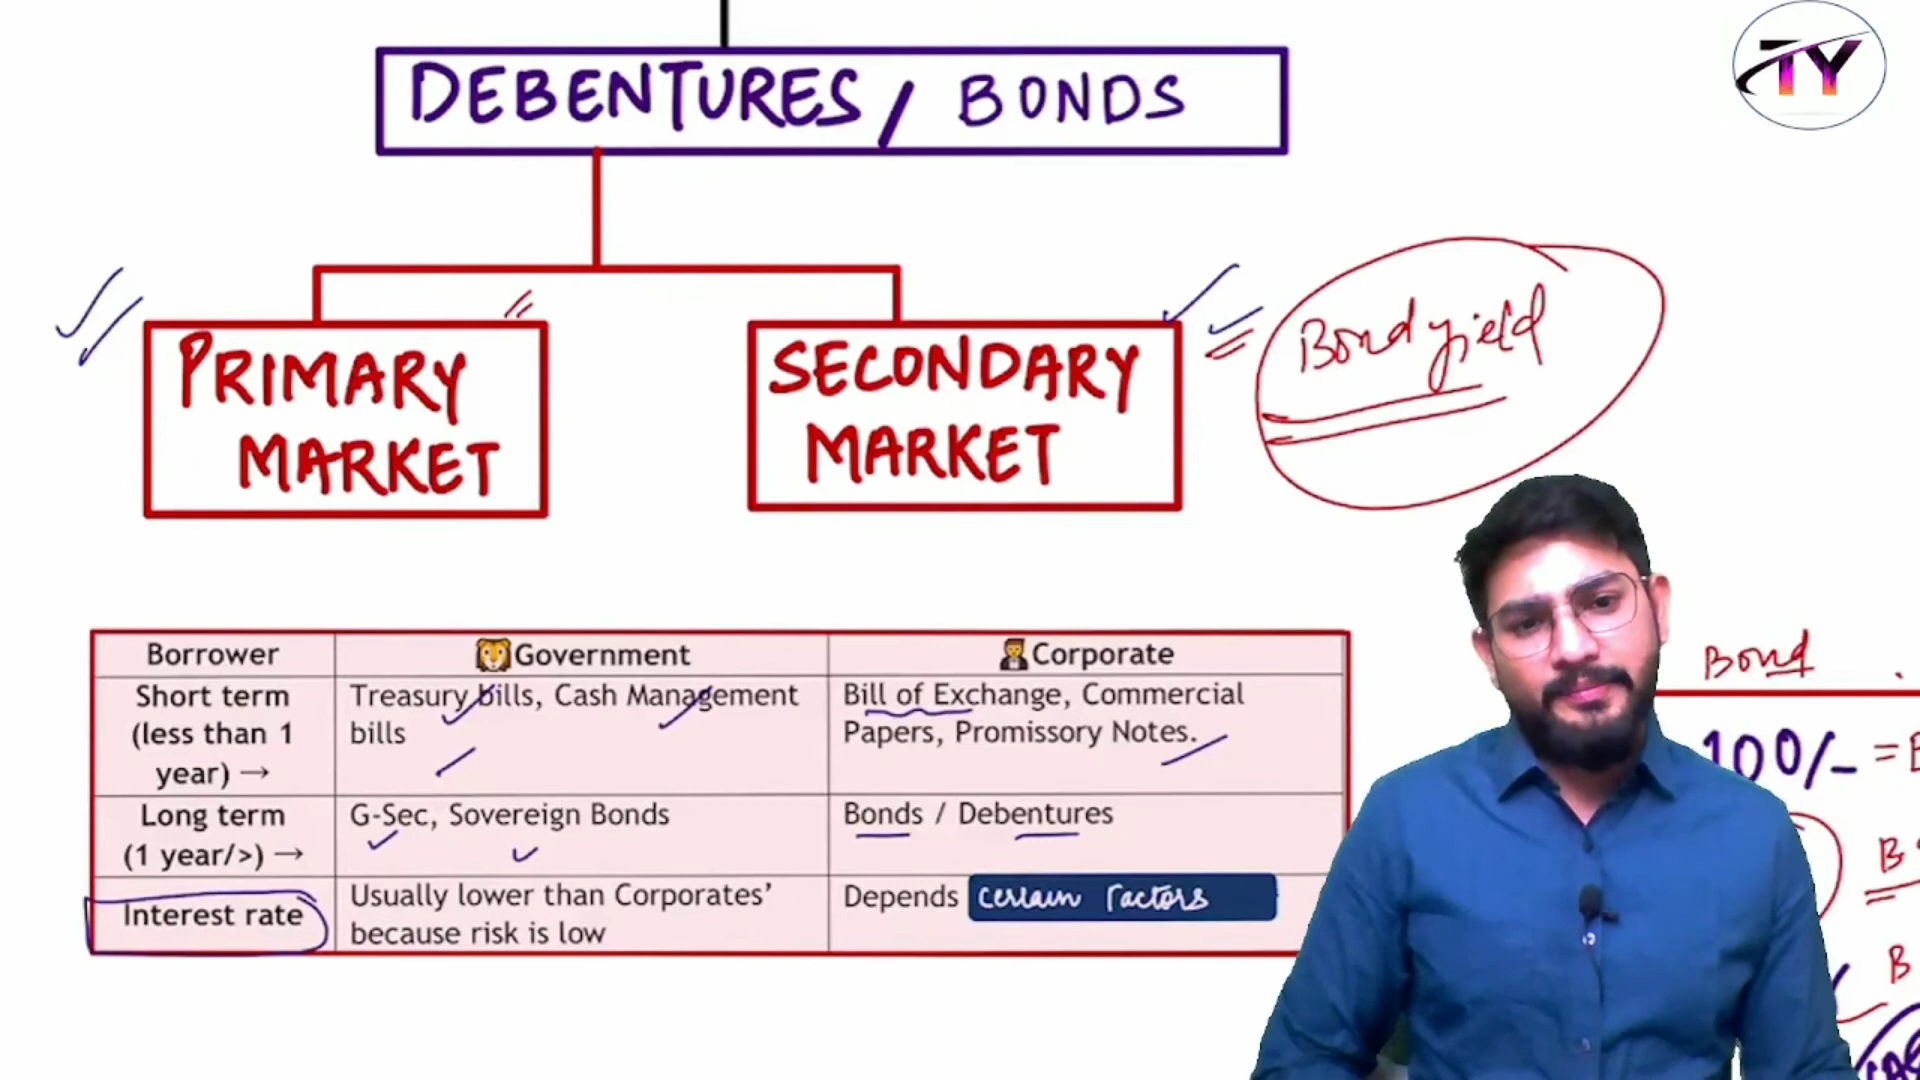 TY
DEBENTURES / BONDS
PRIMARY
MARKET
SECONDARY
MARKET
Bond yield
Borrower
Government
Corporate
Short term
(less than 1
year) →
Treasury bills, Cash Management
bills
Bill of Exchange, Commercial
Papers, Promissory Notes.
Long term
(1 year/>) →
G-Sec, Sovereign Bonds
Bonds / Debentures
Interest rate
Usually lower than Corporates’
because risk is low
Depends certain factors
Bond
100/- =
B
B